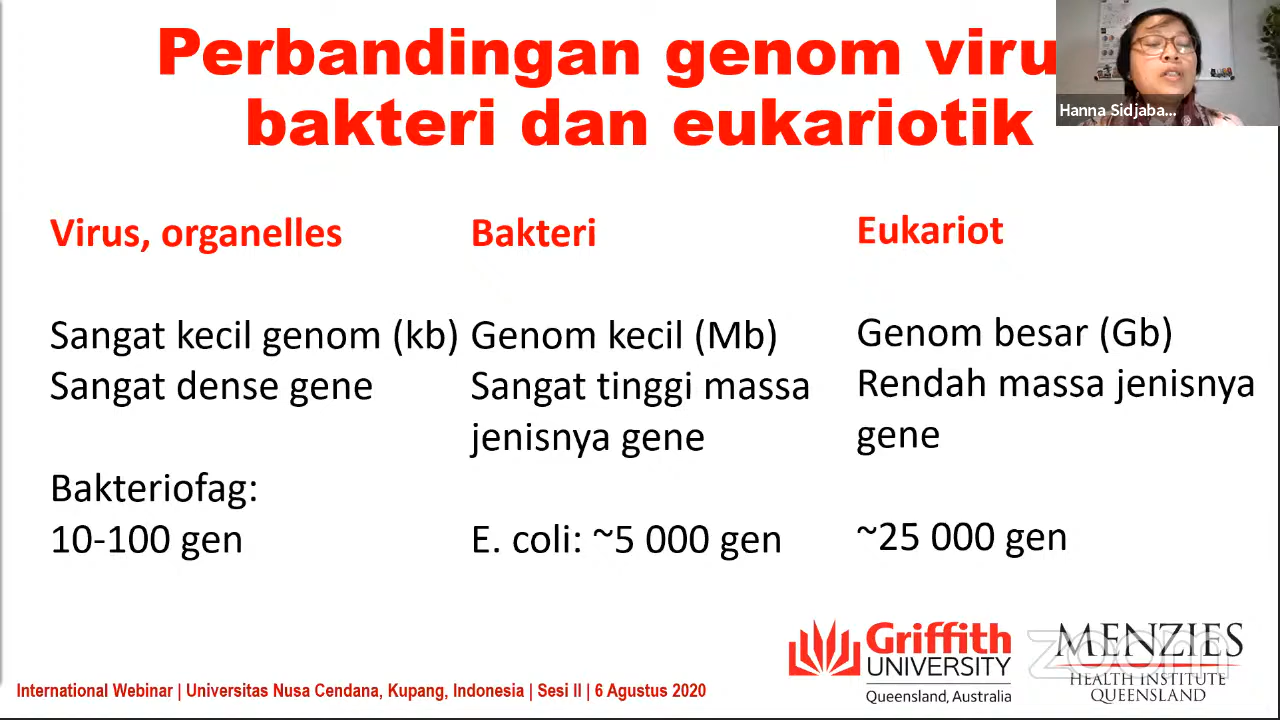 Perbandingan genom viru
bakteri dan eukariotik
Hanna Sidjaba...
Virus, organelles
Sangat kecil genom (kb)
Sangat dense gene
Bakteriofag:
10-100 gen
Bakteri
Genom kecil (Mb)
Sangat tinggi massa
jenisnya gene
E. coli: ~5 000 gen
Eukariot
Genom besar (Gb)
Rendah massa jenisnya
gene
~25 000 gen
Griffith
UNIVERSITY
Queensland, Australia
MENZIES
HEALTH INSTITUTE
QUEENSLAND
zoom
International Webinar | Universitas Nusa Cendana, Kupang, Indonesia | Sesi II | 6 Agustus 2020